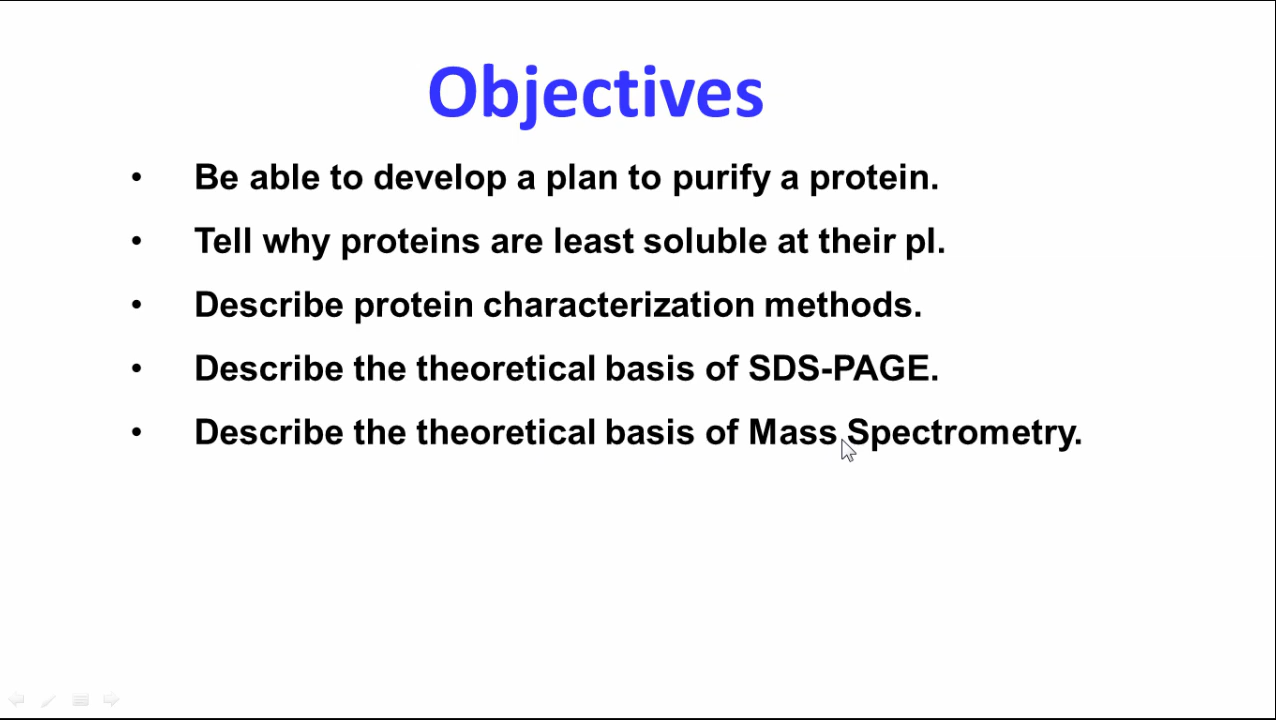 Objectives
• Be able to develop a plan to purify a protein.
• Tell why proteins are least soluble at their pI.
• Describe protein characterization methods.
• Describe the theoretical basis of SDS-PAGE.
• Describe the theoretical basis of Mass Spectrometry.